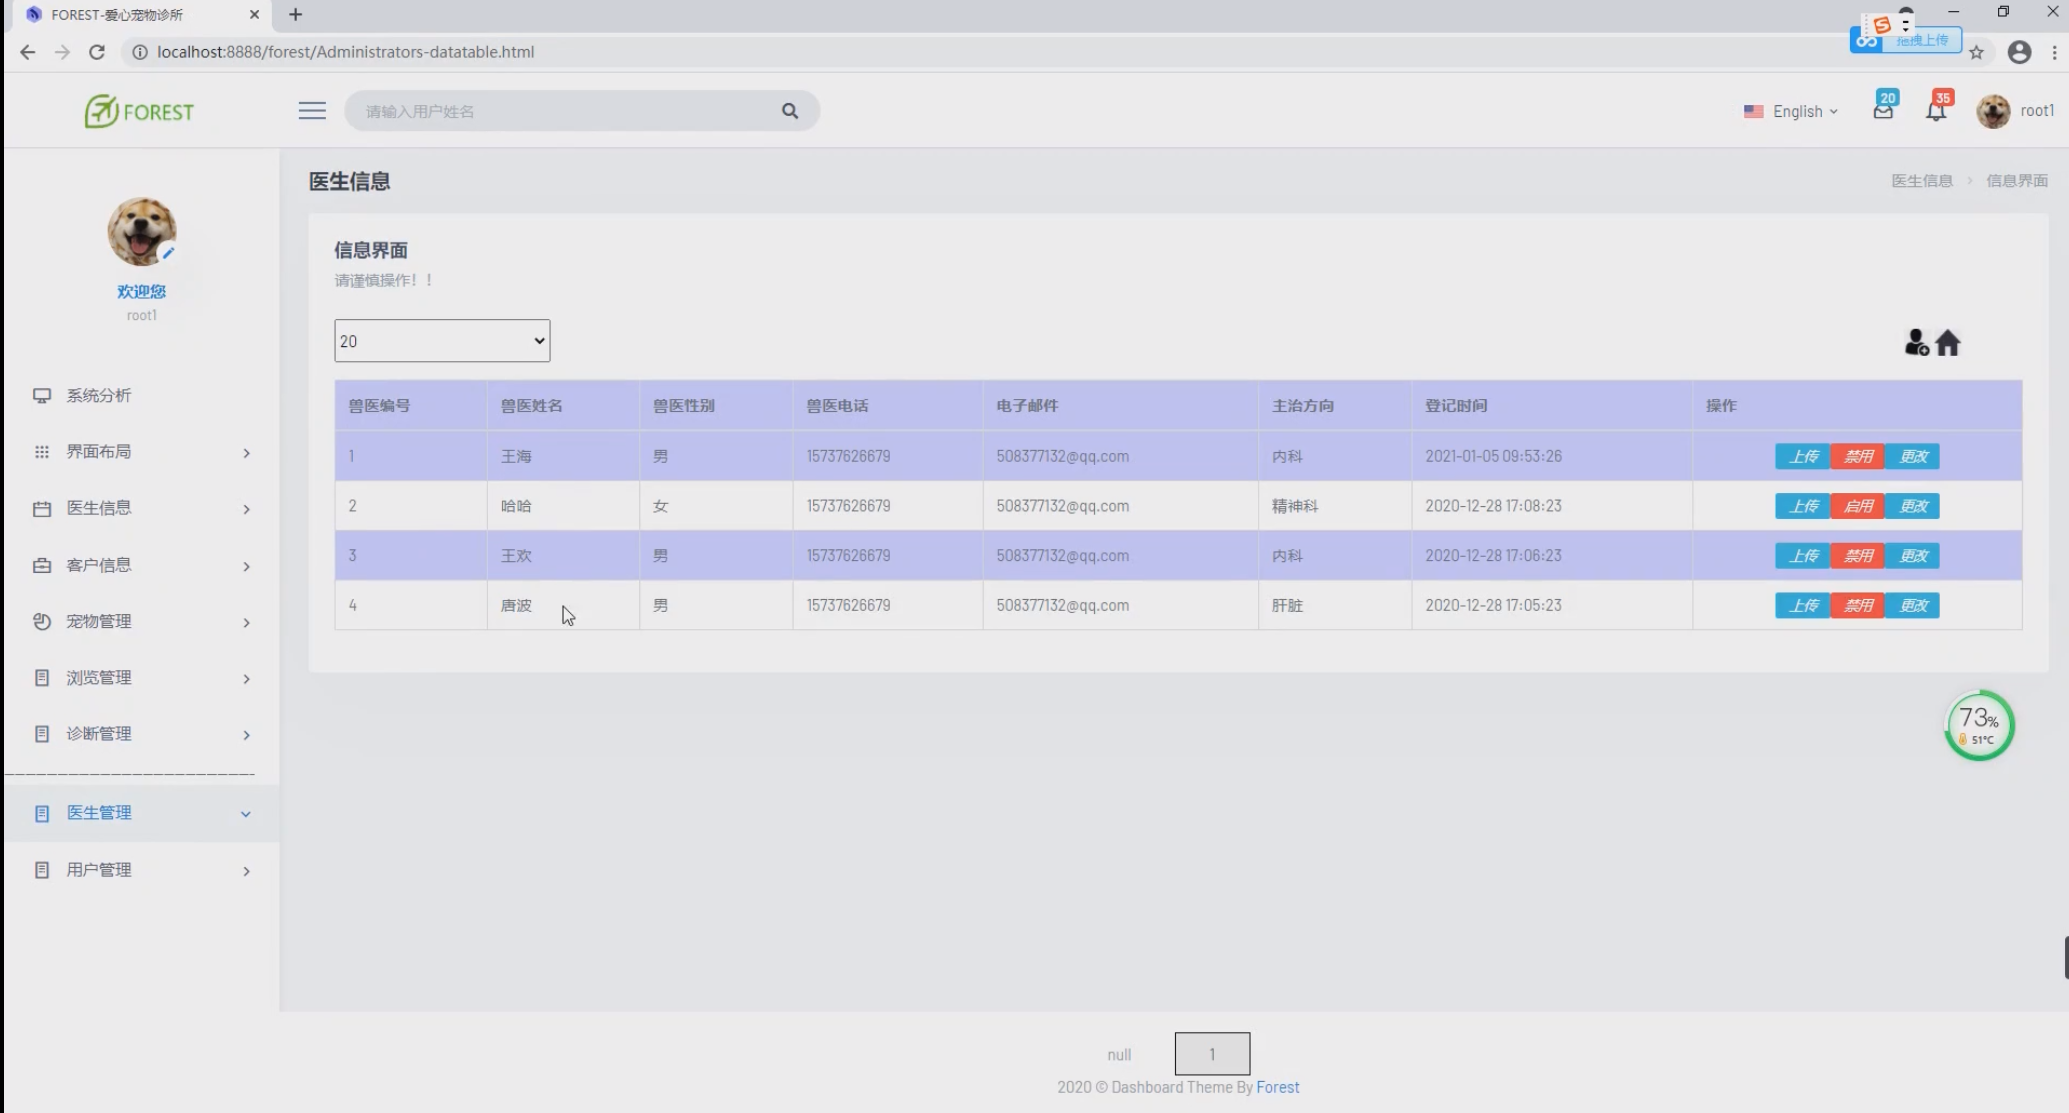 FOREST-爱心宠物诊所
localhost:8888/forest/Administrators-datatable.html
拖拽上传
FOREST
请输入用户姓名
English
20
35
root1
医生信息
医生信息 > 信息界面
欢迎您
root1
系统分析
界面布局
医生信息
客户信息
宠物管理
浏览管理
诊断管理
医生管理
用户管理
信息界面
请谨慎操作！！
20
兽医编号 兽医姓名 兽医性别 兽医电话 电子邮件 主治方向 登记时间 操作
1 王海 男 15737626679 508377132@qq.com 内科 2021-01-05 09:53:26 上传 禁用 更改
2 哈哈 女 15737626679 508377132@qq.com 精神科 2020-12-28 17:08:23 上传 启用 更改
3 王欢 男 15737626679 508377132@qq.com 内科 2020-12-28 17:06:23 上传 禁用 更改
4 唐波 男 15737626679 508377132@qq.com 肝脏 2020-12-28 17:05:23 上传 禁用 更改
73%
51°C
null 1
2020 © Dashboard Theme By Forest